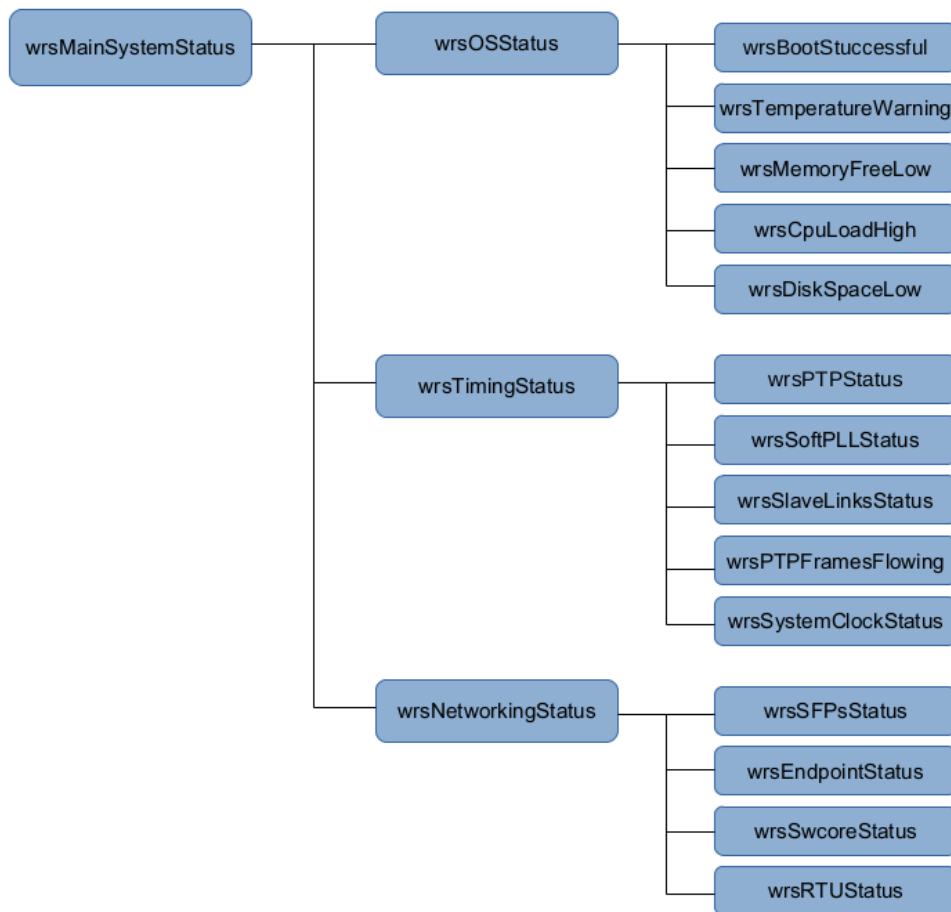 wrsMainSystemStatus
wrsOSStatus
wrsBootStuccessful
wrsTemperatureWarning
wrsMemoryFreeLow
wrsCpuLoadHigh
wrsDiskSpaceLow
wrsTimingStatus
wrsPTPStatus
wrsSoftPLLStatus
wrsSlaveLinksStatus
wrsPTPFramesFlowing
wrsSystemClockStatus
wrsNetworkingStatus
wrsSFPsStatus
wrsEndpointStatus
wrsSwcoreStatus
wrsRTUStatus